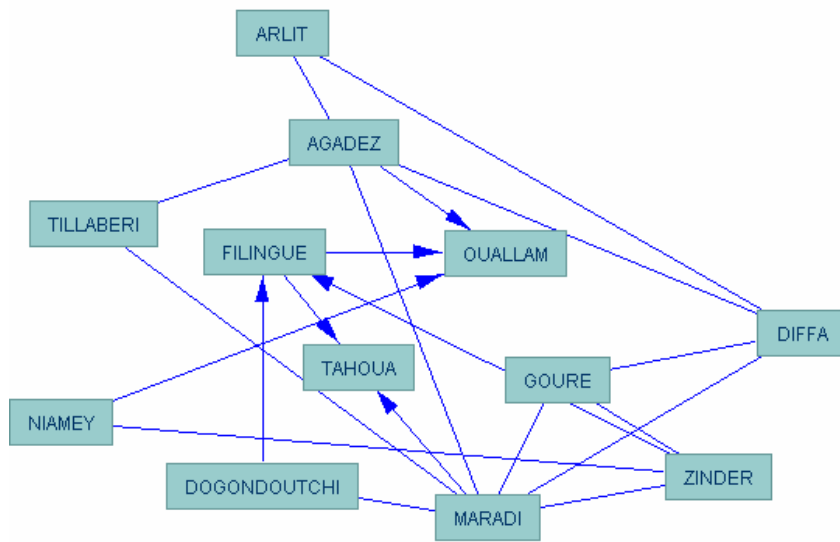 ARLIT
AGADEZ
TILLABERI
FILINGUE
OUALLAM
DIFFA
TAHOUA
GOURE
NIAMEY
ZINDER
DOGONDOUTCHI
MARADI